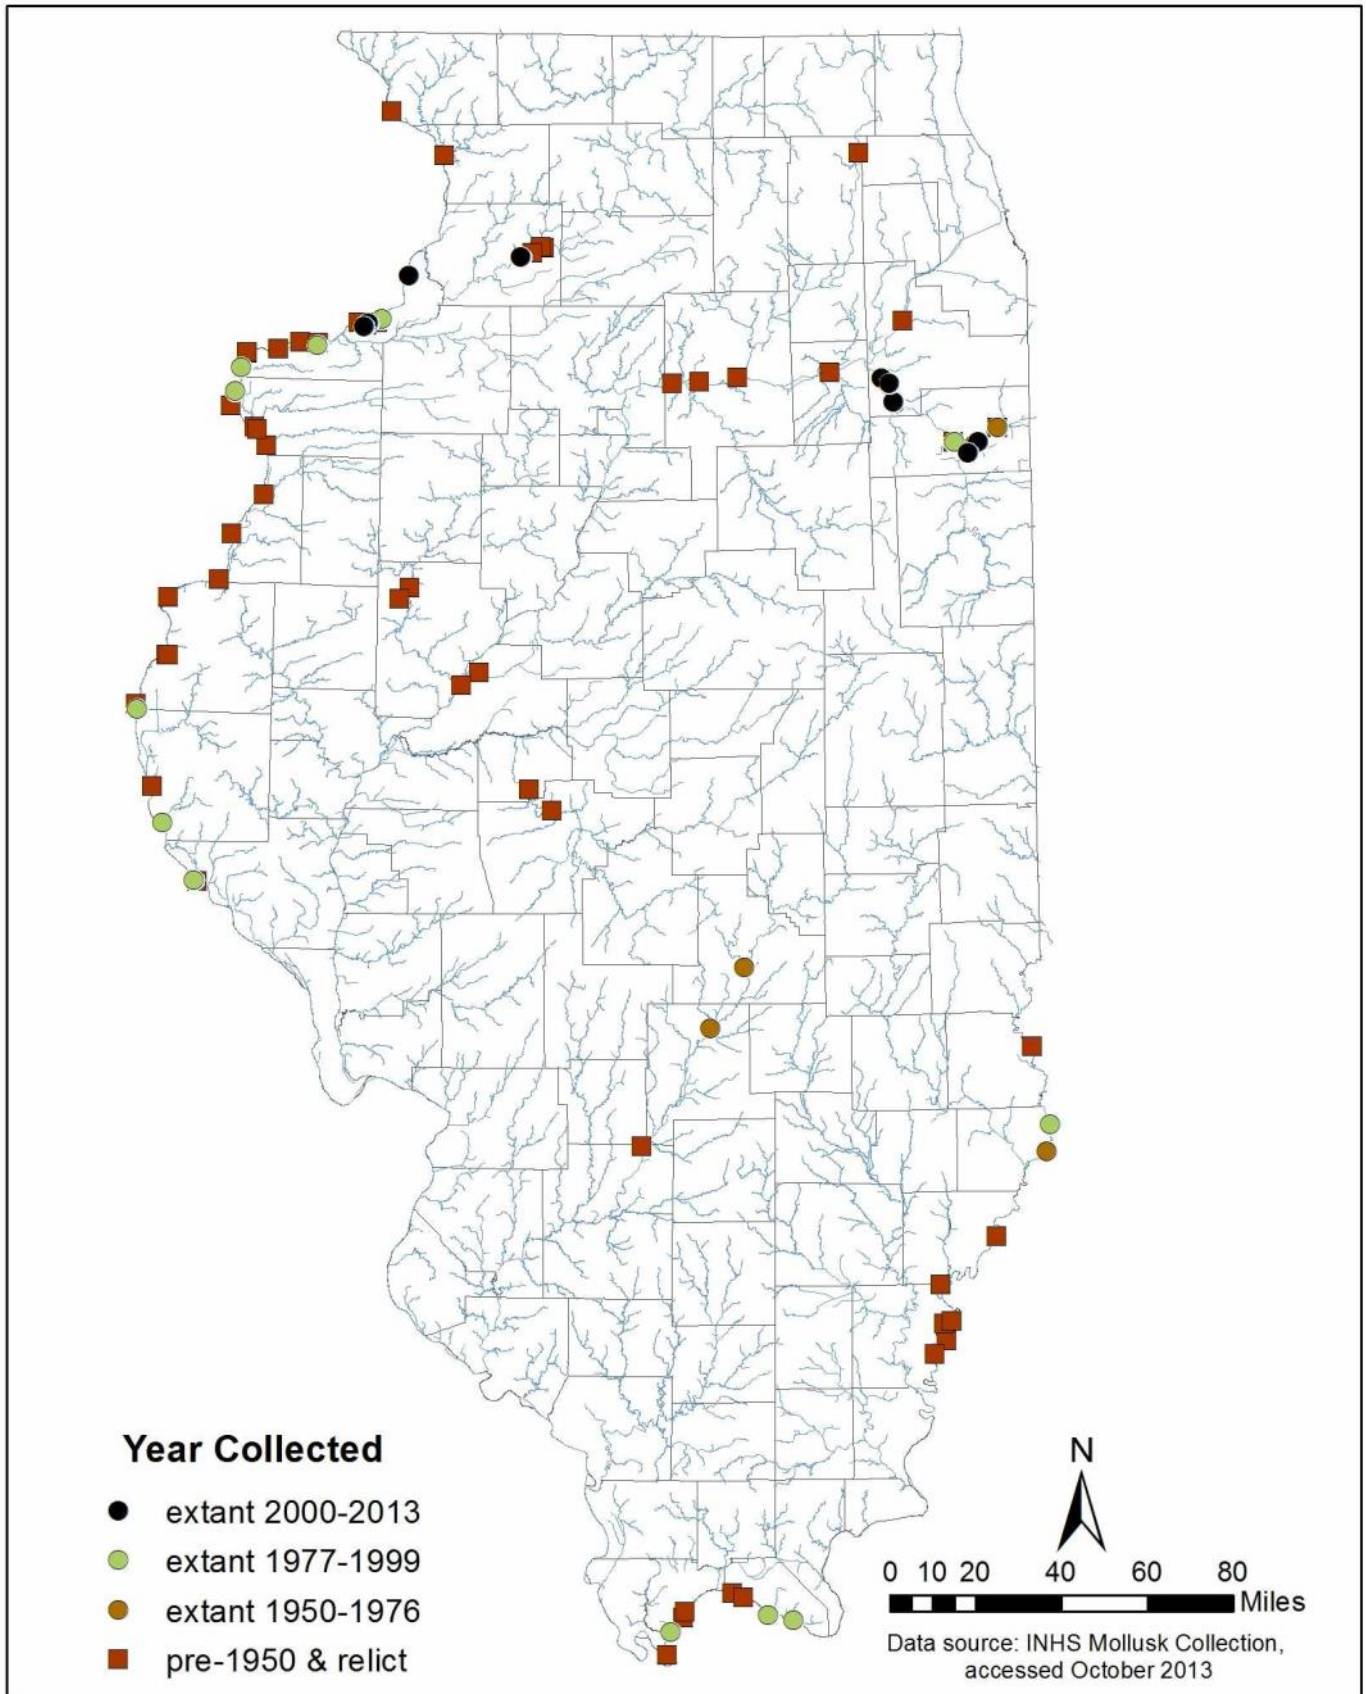 Year Collected
extant 2000-2013
extant 1977-1999
extant 1950-1976
pre-1950 & relict
N
0 10 20 40 60 80
Miles
Data source: INHS Mollusk Collection,
accessed October 2013